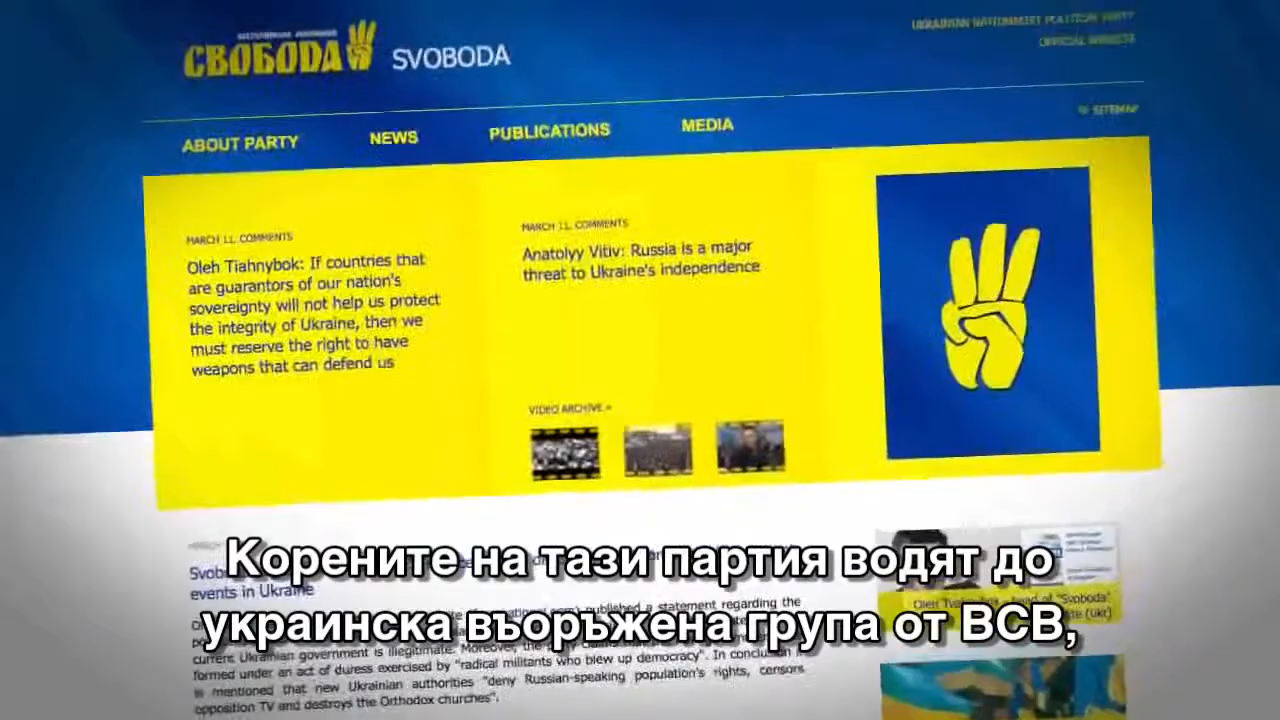 СВОБОДА SVOBODA
UKRAINIAN NATIONALIST POLITICAL PARTY
OFFICIAL WEBSITE
SITEMAP
ABOUT PARTY NEWS PUBLICATIONS MEDIA
MARCH 11, COMMENTS
Oleh Tiahnybok: If countries that
are guarantors of our nation's
sovereignty will not help us protect
the integrity of Ukraine, then we
must reserve the right to have
weapons that can defend us
MARCH 11, COMMENTS
Anatolyy Vitiv: Russia is a major
threat to Ukraine's independence
VIDEO ARCHIVE »
events in Ukraine
published a statement regarding the
current Ukrainian government is illegitimate. Moreover, the
formed under an act of duress exercised by "radical militants who blew up democracy". In conclusion
is mentioned that new Ukrainian authorities "deny Russian-speaking population's rights, censors
opposition TV and destroys the Orthodox churches".
head of "Svoboda"
(ukr)
Корените на тази партия водят до
украинска въоръжена група от ВСВ,